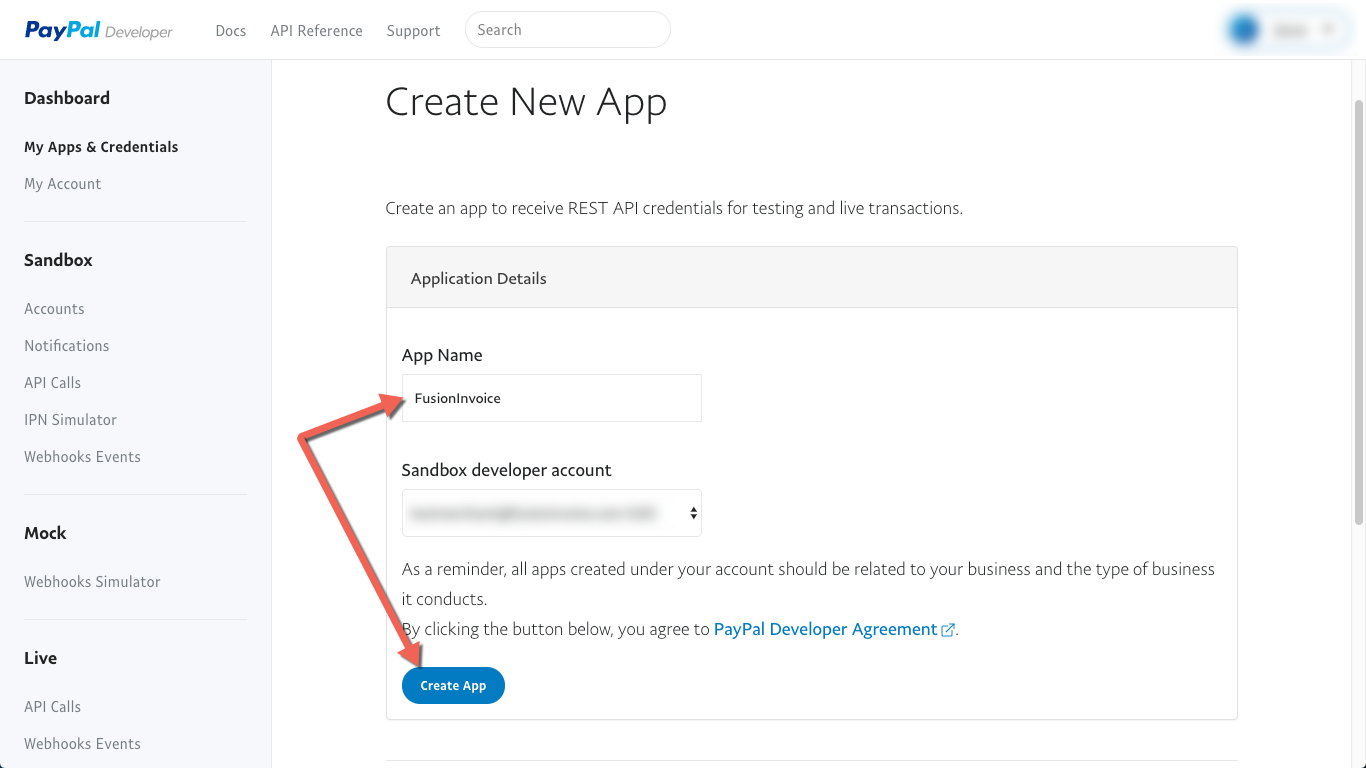 PayPal Developer
Docs
API Reference
Support
Search
Dashboard
My Apps & Credentials
My Account
Sandbox
Accounts
Notifications
API Calls
IPN Simulator
Webhooks Events
Mock
Webhooks Simulator
Live
API Calls
Webhooks Events
Create New App
Create an app to receive REST API credentials for testing and live transactions.
Application Details
App Name
FusionInvoice
Sandbox developer account
As a reminder, all apps created under your account should be related to your business and the type of business
it conducts.
By clicking the button below, you agree to PayPal Developer Agreement.
Create App